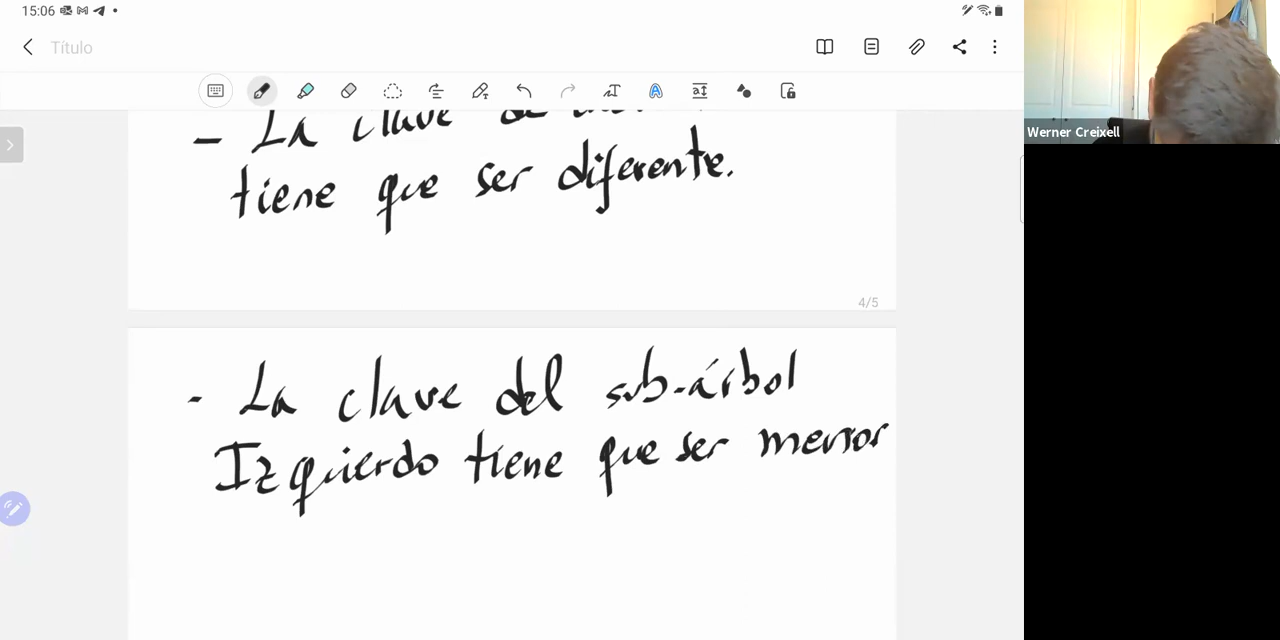 15:06
Título
- La clave de
tiene que ser diferente.
4/5
- La clave del sub-árbol
Izquierdo tiene que ser menor
Werner Creixell